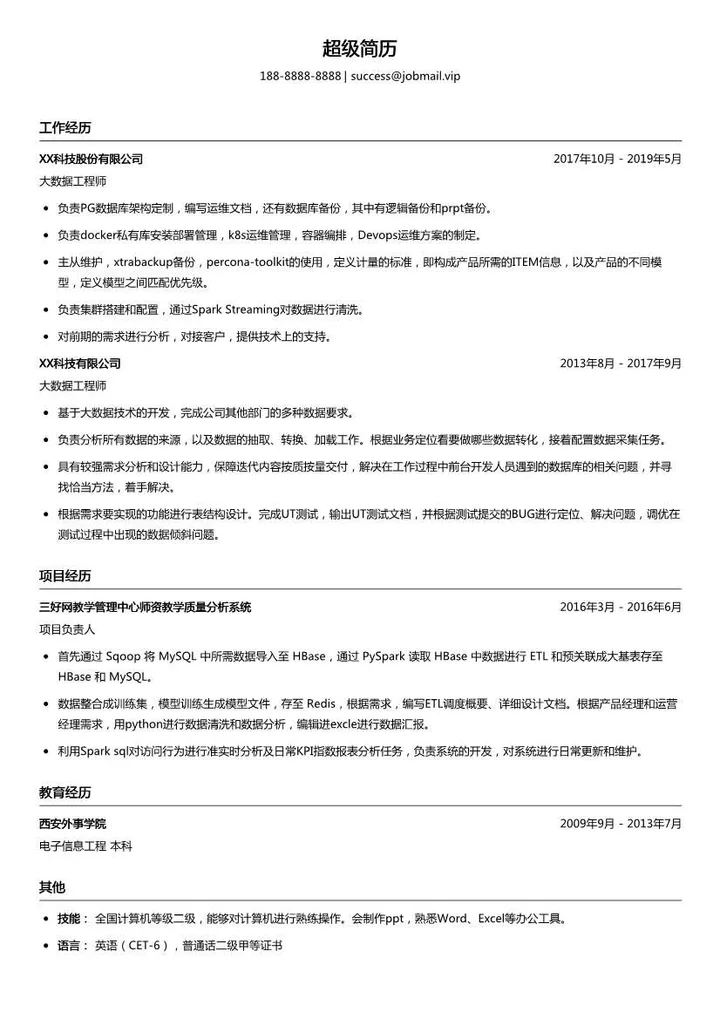 超级简历
188-8888-8888 | success@jobmail.vip
工作经历
XX科技股份有限公司 2017年10月 - 2019年5月
大数据工程师
• 负责PG数据库架构定制，编写运维文档，还有数据库备份，其中有逻辑备份和prpt备份。
• 负责docker私有库安装部署管理，k8s运维管理，容器编排，Devops运维方案的制定。
• 主从维护，xtrabackup备份，percona-toolkit的使用，定义计量的标准，即构成产品所需的ITEM信息，以及产品的不同模
型，定义模型之间匹配优先级。
• 负责集群搭建和配置，通过Spark Streaming对数据进行清洗。
• 对前期的需求进行分析，对接客户，提供技术上的支持。
XX科技有限公司 2013年8月 - 2017年9月
大数据工程师
• 基于大数据技术的开发，完成公司其他部门的多种数据要求。
• 负责分析所有数据的来源，以及数据的抽取、转换、加载工作。根据业务定位看要做哪些数据转化，接着配置数据采集任务。
• 具有较强需求分析和设计能力，保障迭代内容按质按量交付，解决在工作过程中前台开发人员遇到的数据库的相关问题，并寻
找恰当方法，着手解决。
• 根据需求要实现的功能进行表结构设计。完成UT测试，输出UT测试文档，并根据测试提交的BUG进行定位、解决问题，调优在
测试过程中出现的数据倾斜问题。
项目经历
三好网教学管理中心师资教学质量分析系统 2016年3月 - 2016年6月
项目负责人
• 首先通过 Sqoop 将 MySQL 中所需数据导入至 HBase，通过 PySpark 读取 HBase 中数据进行 ETL 和预关联成大基表存至
HBase 和 MySQL。
• 数据整合成训练集，模型训练生成模型文件，存至 Redis，根据需求，编写ETL调度概要、详细设计文档。根据产品经理和运营
经理需求，用python进行数据清洗和数据分析，编辑进excle进行数据汇报。
• 利用Spark sql对访问行为进行准实时分析及日常KPI指数报表分析任务，负责系统的开发，对系统进行日常更新和维护。
教育经历
西安外事学院 2009年9月 - 2013年7月
电子信息工程 本科
其他
• 技能： 全国计算机等级二级，能够对计算机进行熟练操作。会制作ppt，熟悉Word、Excel等办公工具。
• 语言： 英语（CET-6），普通话二级甲等证书